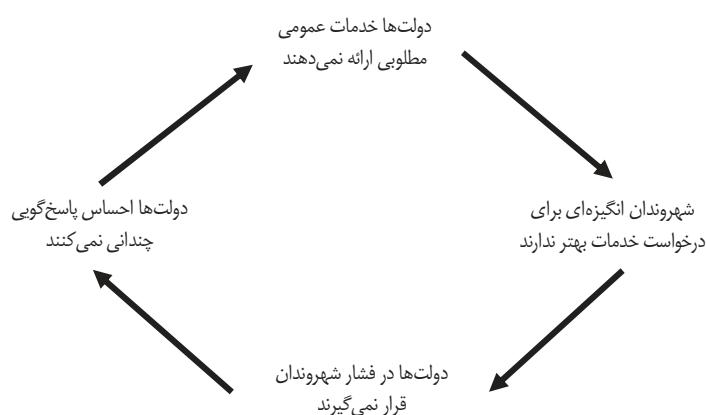 دولت‌ها خدمات عمومی
مطلوبی ارائه نمی‌دهند
شهروندان انگیزه‌ای برای
درخواست خدمات بهتر ندارند
دولت‌ها در فشار شهروندان
قرار نمی‌گیرند
دولت‌ها احساس پاسخ‌گویی
چندانی نمی‌کنند